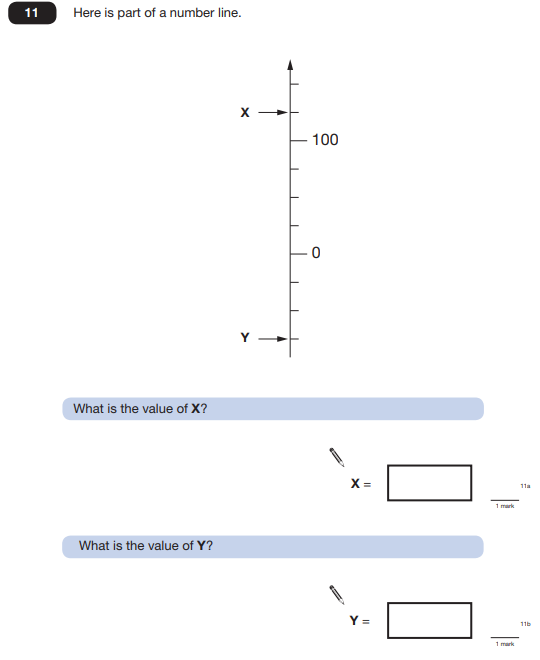 11 Here is part of a number line.
X
100
0
Y
What is the value of X?
X =
11a
1 mark
What is the value of Y?
Y =
11b
1 mark